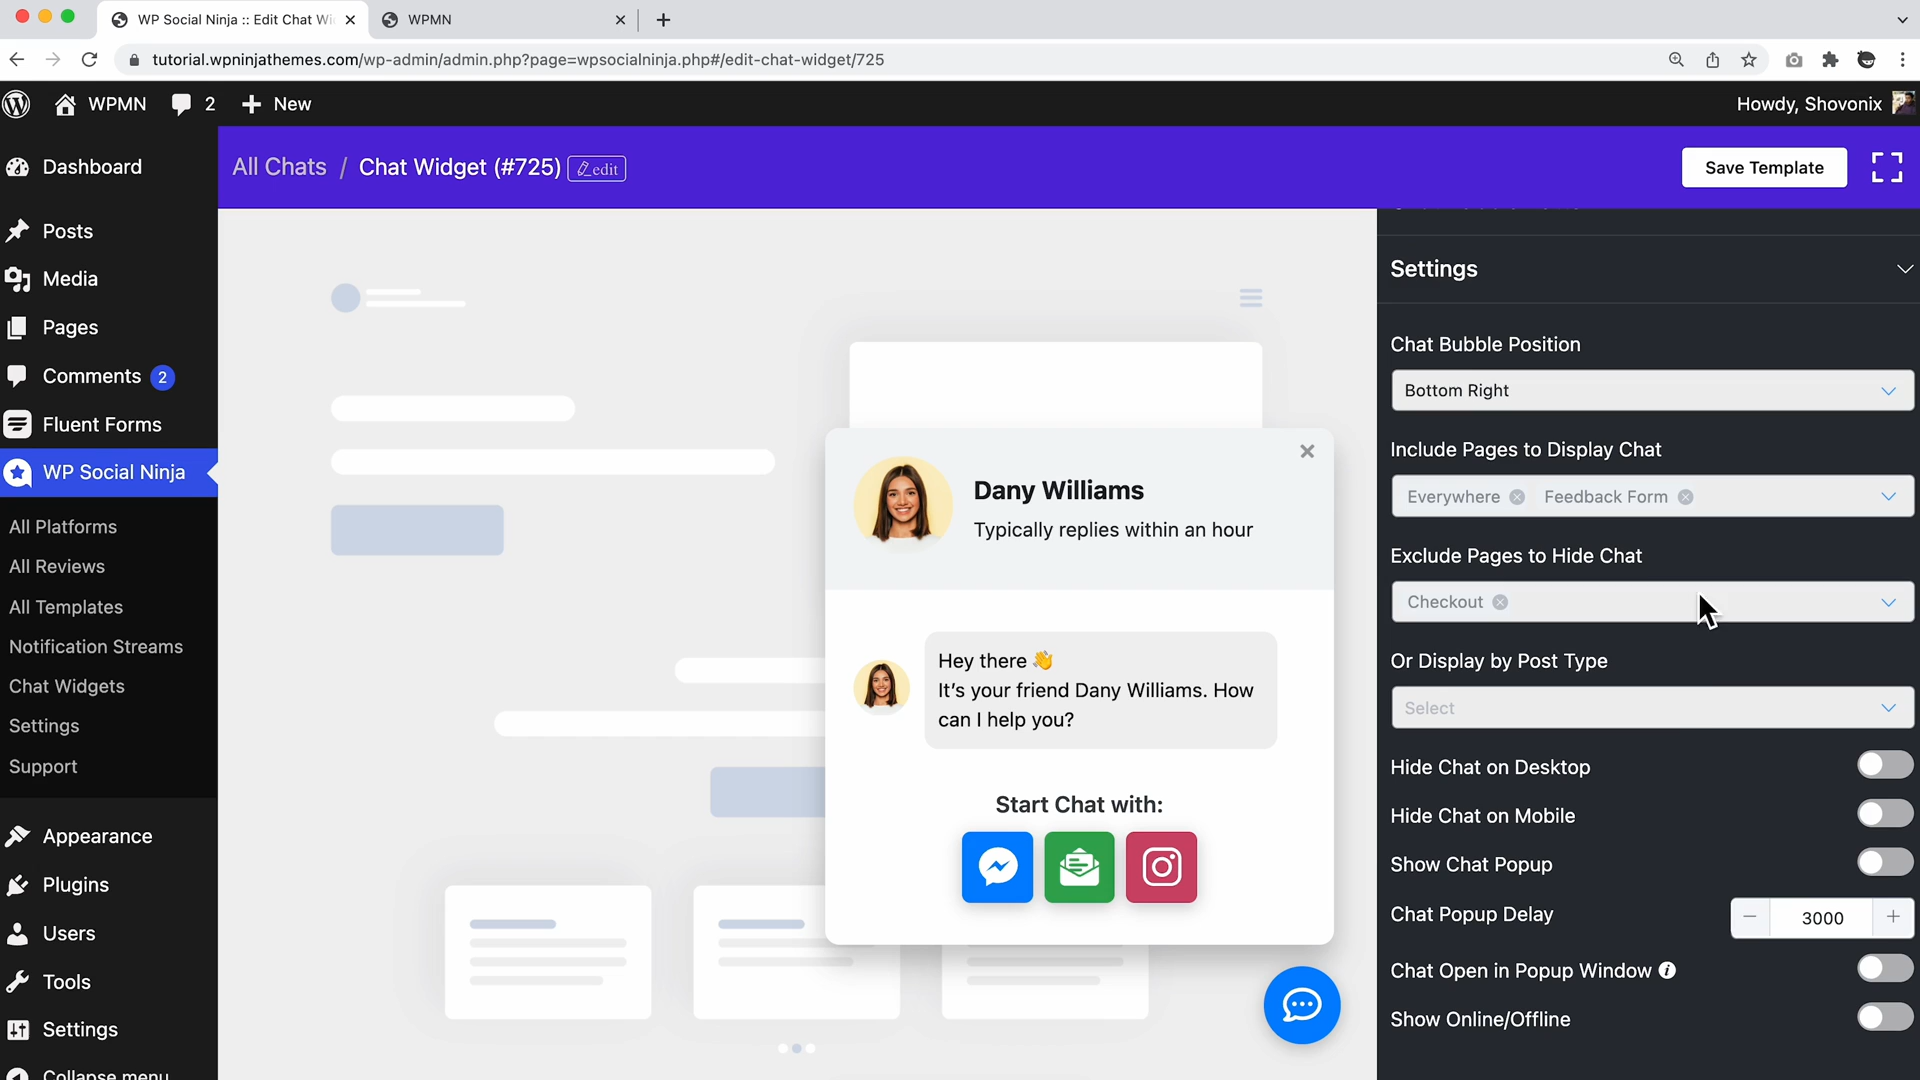 WP Social Ninja :: Edit Chat Wi
WPMN
tutorial.wpninjathemes.com/wp-admin/admin.php?page=wpsocialninja.php#/edit-chat-widget/725
WPMN
2
New
Howdy, Shovonix
Dashboard
Posts
Media
Pages
Comments 2
Fluent Forms
WP Social Ninja
All Platforms
All Reviews
All Templates
Notification Streams
Chat Widgets
Settings
Support
Appearance
Plugins
Users
Tools
Settings
Collapse menu
All Chats / Chat Widget (#725) edit
Save Template
Dany Williams
Typically replies within an hour
Hey there 👋
It's your friend Dany Williams. How
can I help you?
Start Chat with:
Settings
Chat Bubble Position
Bottom Right
Include Pages to Display Chat
Everywhere Feedback Form
Exclude Pages to Hide Chat
Checkout
Or Display by Post Type
Select
Hide Chat on Desktop
Hide Chat on Mobile
Show Chat Popup
Chat Popup Delay
3000
Chat Open in Popup Window
Show Online/Offline